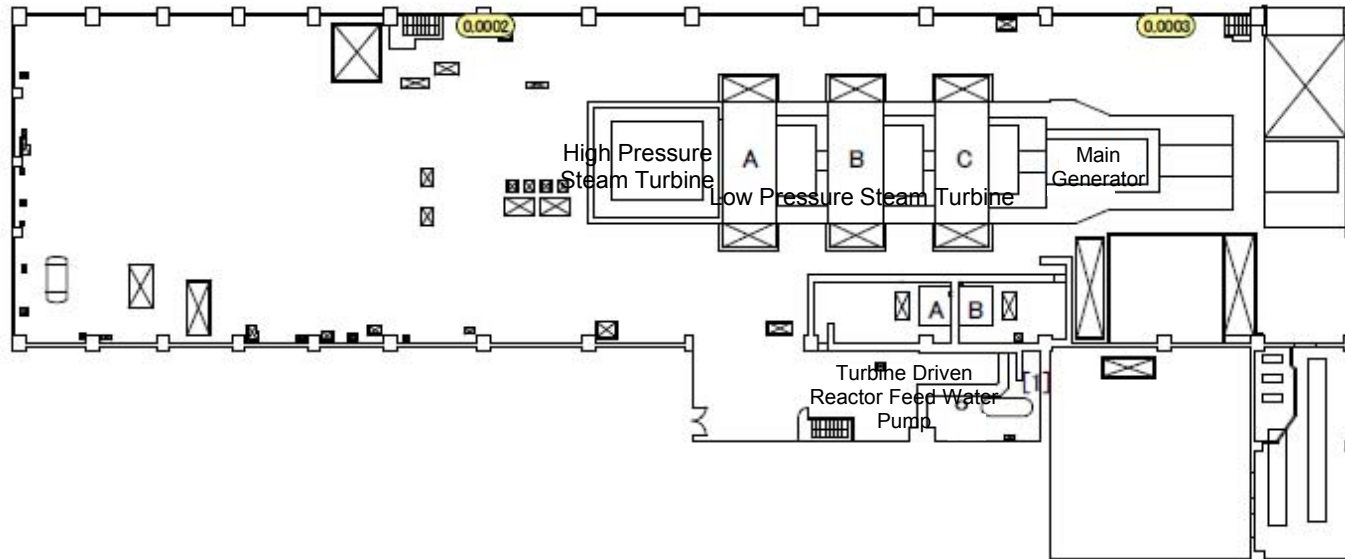 0.0002
0.0003
High Pressure
Steam Turbine
A
B
C
Low Pressure Steam Turbine
Main
Generator
A
B
Turbine Driven
Reactor Feed Water
Pump
[1]